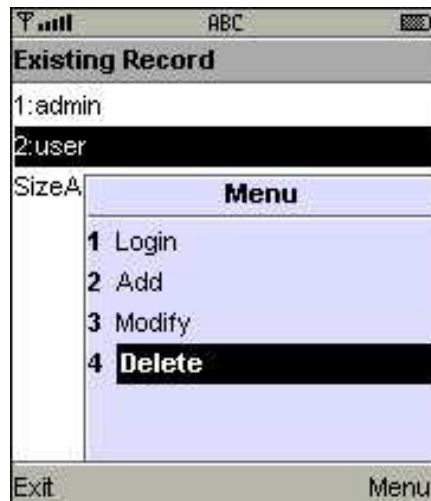 ABC
Existing Record
1:admin
2:user
SizeA
Menu
1 Login
2 Add
3 Modify
4 Delete
Exit Menu